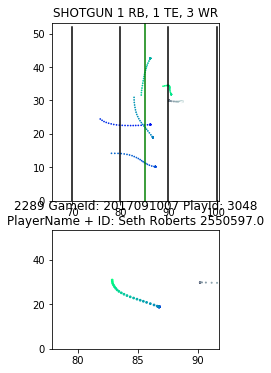 SHOTGUN 1 RB, 1 TE, 3 WR
50
40
30
20
10
0
70 80 90 100
2289 GameId: 2017091007 PlayId: 3048
PlayerName + ID: Seth Roberts 2550597.0
40
20
0
80 85 90